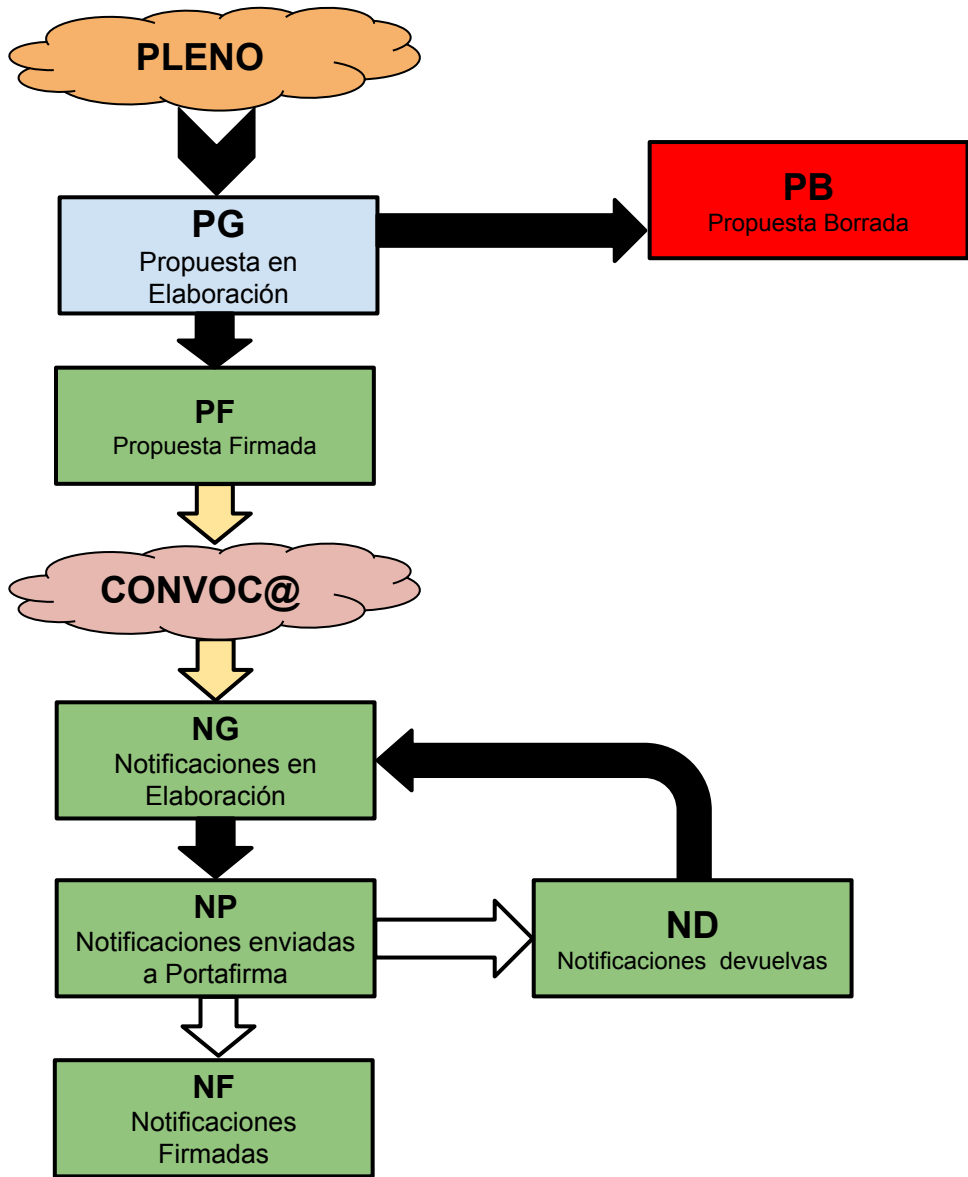 PLENO
PG
Propuesta en
Elaboración
PB
Propuesta Borrada
PF
Propuesta Firmada
CONVOC@
NG
Notificaciones en
Elaboración
NP
Notificaciones enviadas
a Portafirma
ND
Notificaciones devuelvas
NF
Notificaciones
Firmadas